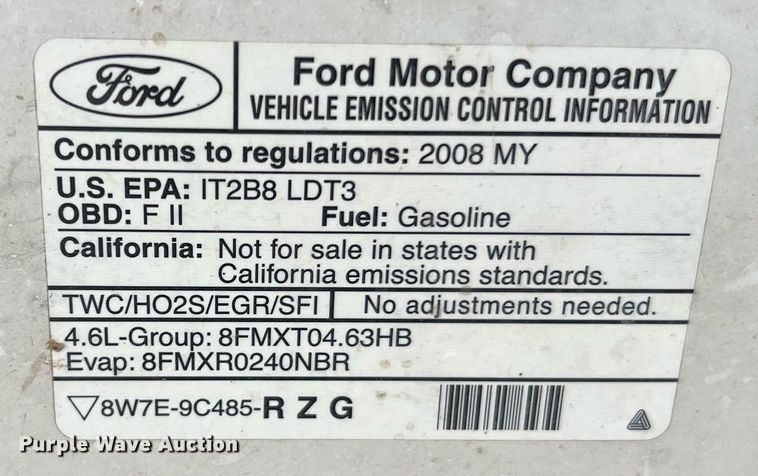 Ford
Ford Motor Company
VEHICLE EMISSION CONTROL INFORMATION
Conforms to regulations: 2008 MY
U.S. EPA: IT2B8 LDT3
OBD: F II Fuel: Gasoline
California: Not for sale in states with
California emissions standards.
TWC/HO2S/EGR/SFI No adjustments needed.
4.6L-Group: 8FMXT04.63HB
Evap: 8FMXR0240NBR
▽8W7E-9C485-R Z G
Purple Wave Auction